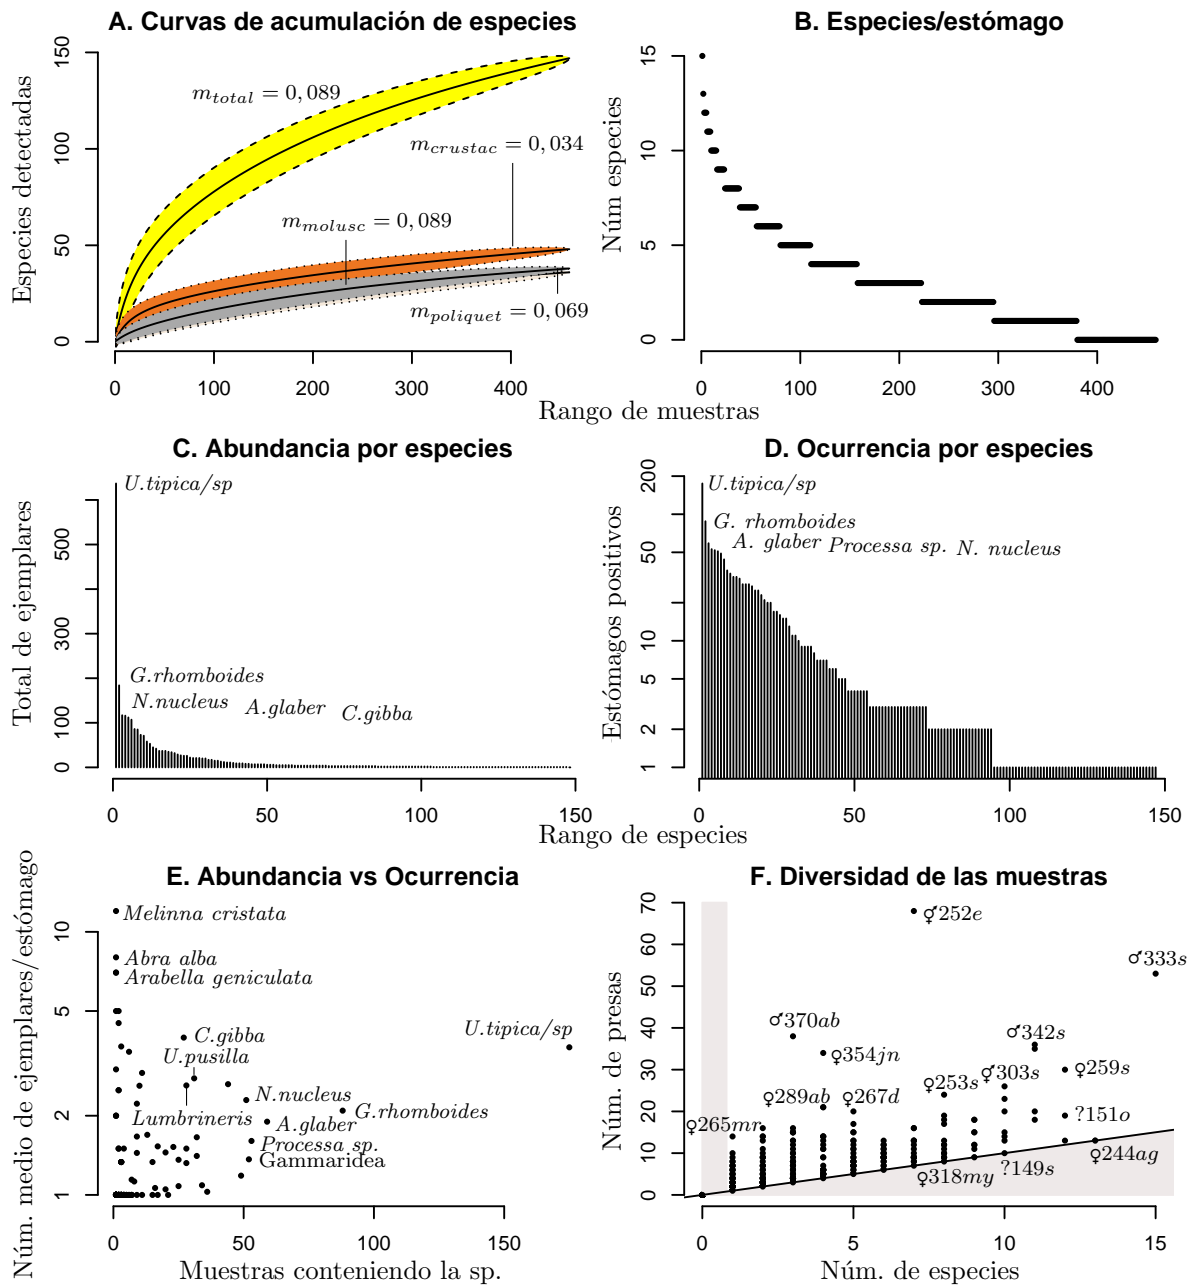 A. Curvas de acumulación de especies
Especies detectadas
150
100
50
0
m_total = 0,089
m_crustac = 0,034
m_molusc = 0,089
m_poliquet = 0,069
0 100 200 300 400
B. Especies/estómago
Núm especies
15
10
5
0
0 100 200 300 400
Rango de muestras
C. Abundancia por especies
Total de ejemplares
500
300
100
0
U.tipica/sp
G.rhomboides
N.nucleus A.glaber C.gibba
0 50 100 150
D. Ocurrencia por especies
Estómagos positivos
200
50
10
5
2
1
U.tipica/sp
G. rhomboides
A. glaber Processa sp. N. nucleus
0 50 100 150
Rango de especies
E. Abundancia vs Ocurrencia
Núm. medio de ejemplares/estómago
10
5
2
1
Melinna cristata
Abra alba
Arabella geniculata
C.gibba
U.tipica/sp
U.pusilla
N.nucleus
Lumbrineris
G.rhomboides
A.glaber
Processa sp.
Gammaridea
0 50 100 150
Muestras conteniendo la sp.
F. Diversidad de las muestras
Núm. de presas
70
60
50
40
30
20
10
0
♂252e
♂333s
♂370ab
♂342s
♀354jn
♀259s
♂303s
♀253s
♀289ab ♀267d
?151o
♀265mr
♀244ag
♀318my ?149s
0 5 10 15
Núm. de especies